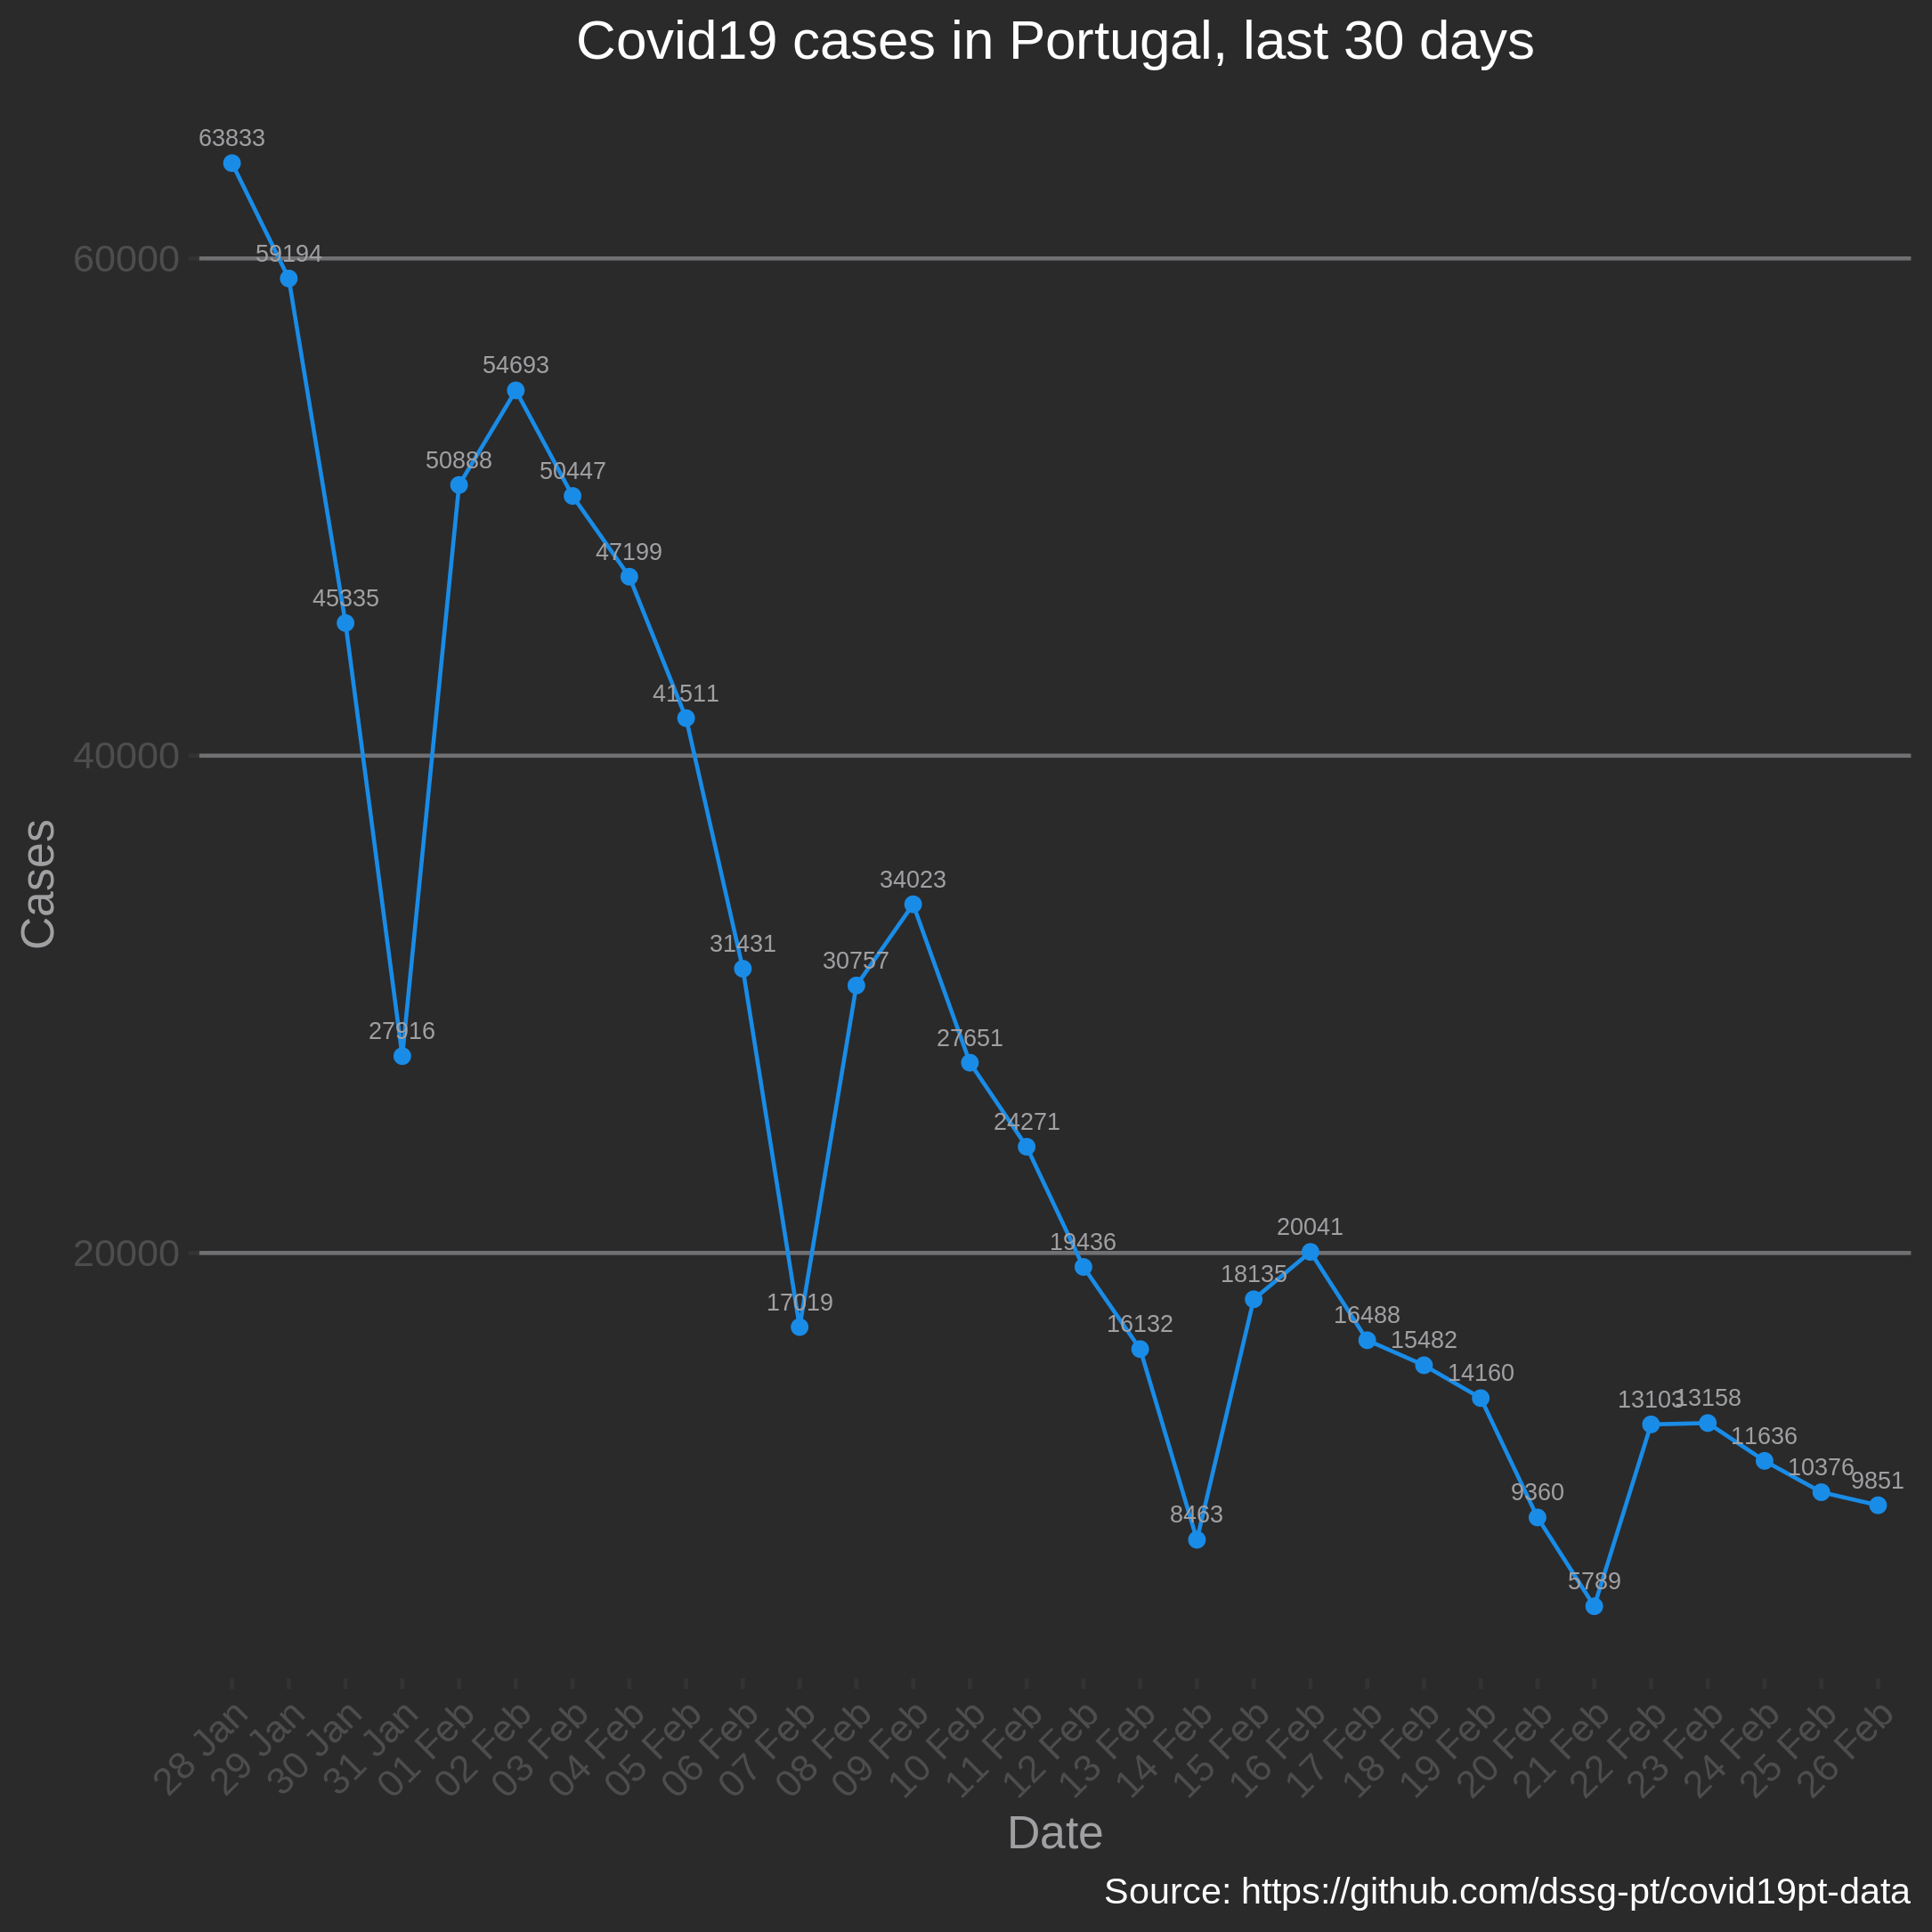 Covid19 cases in Portugal, last 30 days
63833
59194
45335
27916
50888
54693
50447
47199
41511
31431
17019
30757
34023
27651
24271
19436
16132
8463
18135
20041
16488
15482
14160
9360
5789
13103
13158
11636
10376
9851
60000
40000
20000
Cases
28 Jan
29 Jan
30 Jan
31 Jan
01 Feb
02 Feb
03 Feb
04 Feb
05 Feb
06 Feb
07 Feb
08 Feb
09 Feb
10 Feb
11 Feb
12 Feb
13 Feb
14 Feb
15 Feb
16 Feb
17 Feb
18 Feb
19 Feb
20 Feb
21 Feb
22 Feb
23 Feb
24 Feb
25 Feb
26 Feb
Date
Source: https://github.com/dssg-pt/covid19pt-data